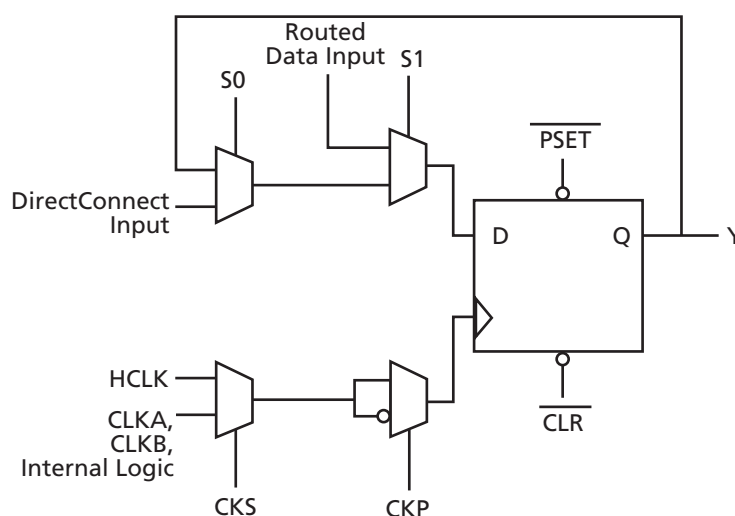 Routed
Data Input
S1
S0
PSET
DirectConnect
Input
D
Q
Y
HCLK
CLKA,
CLKB,
Internal Logic
CLR
CKS
CKP